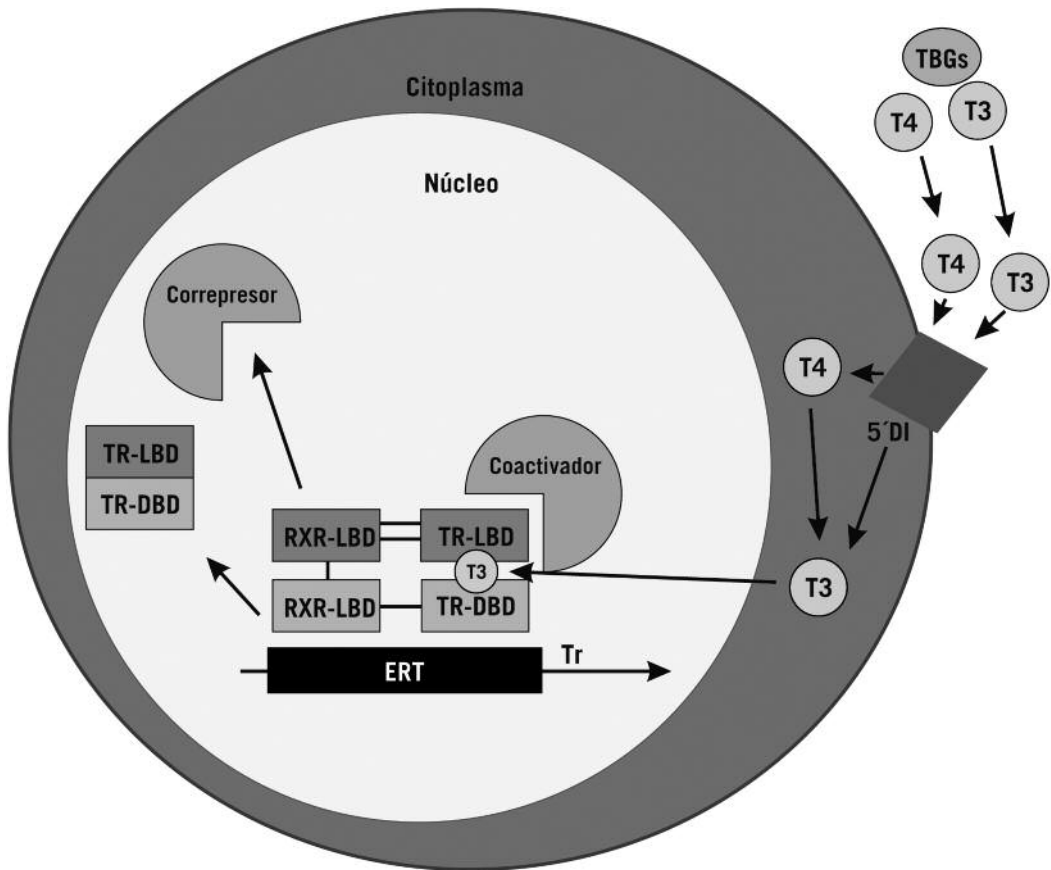 TBGs
Citoplasma
T4
T3
Núcleo
T4
T3
Correpresor
T4
5´DI
TR-LBD
Coactivador
TR-DBD
RXR-LBD
TR-LBD
T3
T3
RXR-LBD
TR-DBD
ERT
Tr